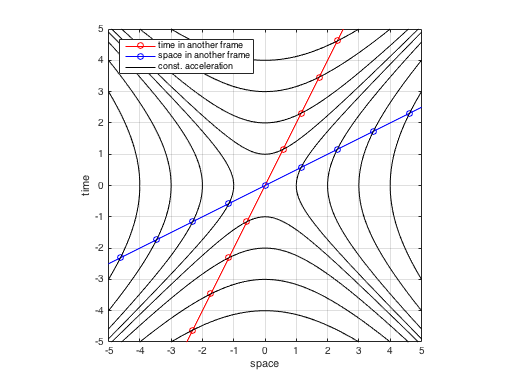 time in another frame
space in another frame
const. acceleration
5
4
3
2
1
0
-1
-2
-3
-4
-5
time
-5 -4 -3 -2 -1 0 1 2 3 4 5
space